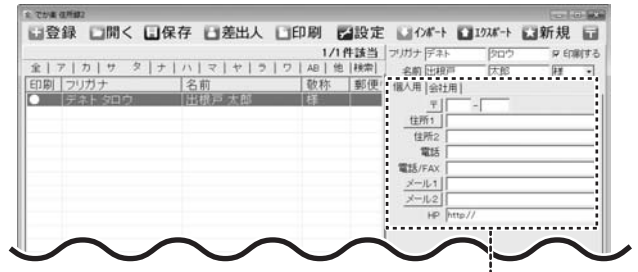 でか楽 住所録2
登録 開く 保存 差出人 印刷 設定 インポート エクスポート 新規
1/1件該当
全 ア カ サ タ ナ ハ マ ヤ ラ ワ AB 他 検索
印刷 フリガナ 名前 敬称 郵便
デネト タロウ 出根戸 太郎 様
フリガナ デネト タロウ 印刷する
名前 出根戸 太郎 様
個人用 会社用
〒 -
住所1
住所2
電話
電話/FAX
メール1
メール2
HP http://